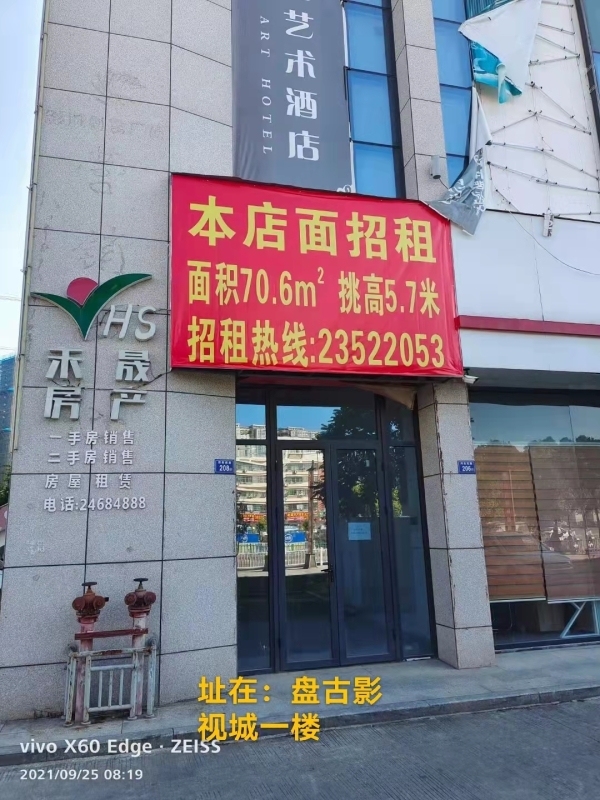 艺术酒店
ART HOTEL
本店面招租
面积70.6m² 挑高5.7米
招租热线:23522053
HS
禾晟
房产
一手房销售
二手房销售
房屋租赁
电话:24684888
208
206
址在：盘古影
视城一楼
vivo X60 Edge · ZEISS
2021/09/25 08:19